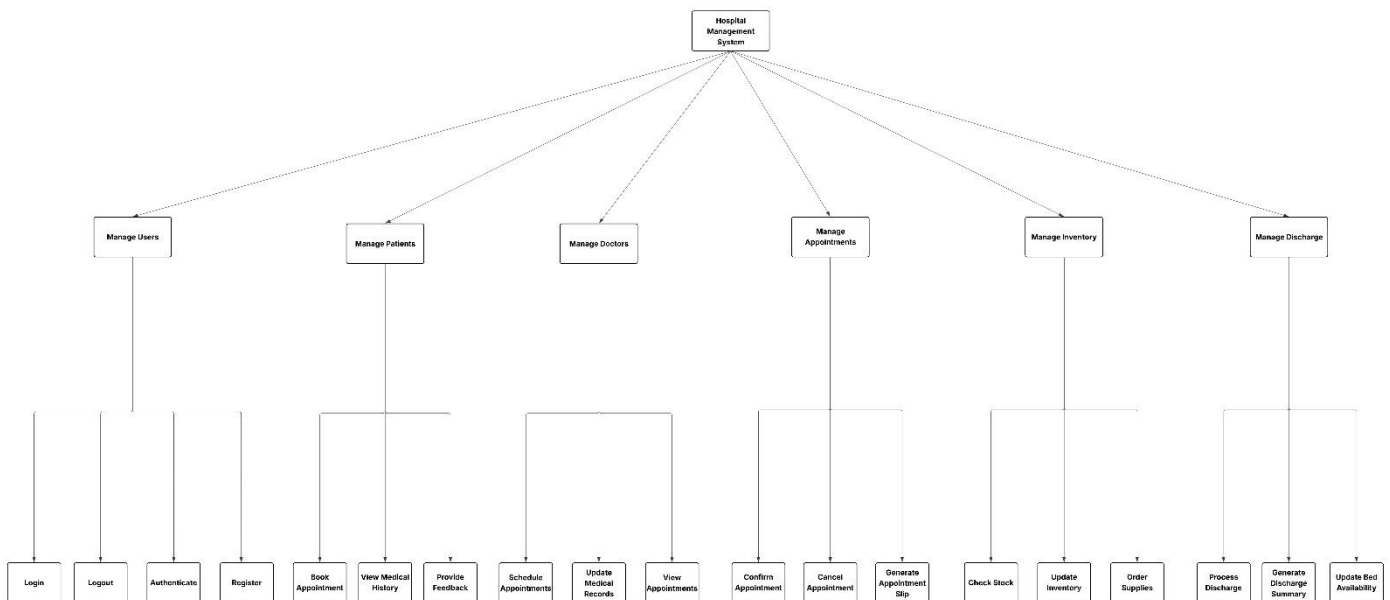 Hospital
Management
System
Manage Users
Manage Patients
Manage Doctors
Manage
Appointments
Manage Inventory
Manage Discharge
Login
Logout
Authenticate
Register
Book
Appointment
View Medical
History
Provide
Feedback
Schedule
Appointments
Update
Medical
Records
View
Appointments
Confirm
Appointment
Cancel
Appointment
Generate
Appointment
Slip
Check Stock
Update
Inventory
Order
Supplies
Process
Discharge
Generate
Discharge
Summary
Update Bed
Availability